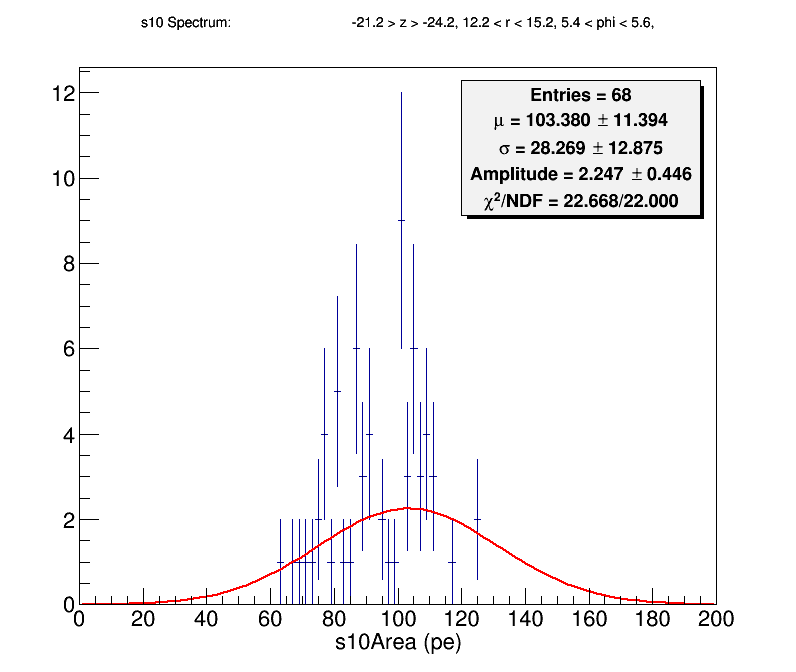 s10 Spectrum: -21.2 > z > -24.2, 12.2 < r < 15.2, 5.4 < phi < 5.6,
Entries = 68
μ = 103.380 ± 11.394
σ = 28.269 ± 12.875
Amplitude = 2.247 ± 0.446
χ²/NDF = 22.668/22.000
12
10
8
6
4
2
0
0 20 40 60 80 100 120 140 160 180 200
s10Area (pe)